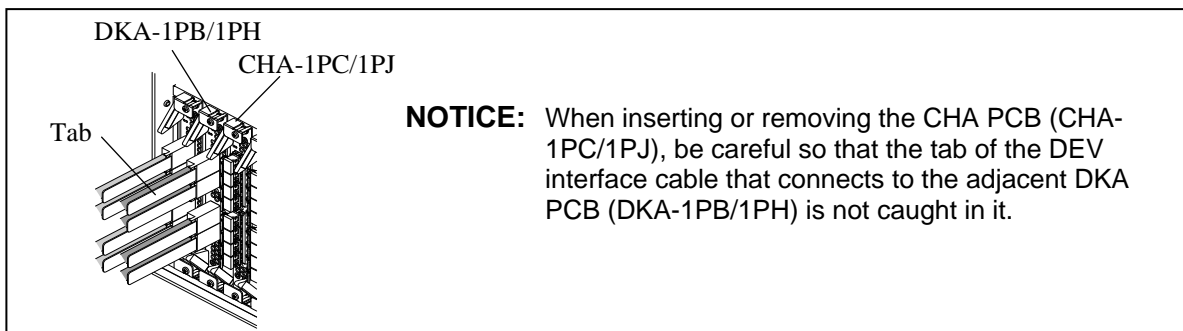 DKA-1PB/1PH
CHA-1PC/1PJ
Tab
NOTICE: When inserting or removing the CHA PCB (CHA-
1PC/1PJ), be careful so that the tab of the DEV
interface cable that connects to the adjacent DKA
PCB (DKA-1PB/1PH) is not caught in it.